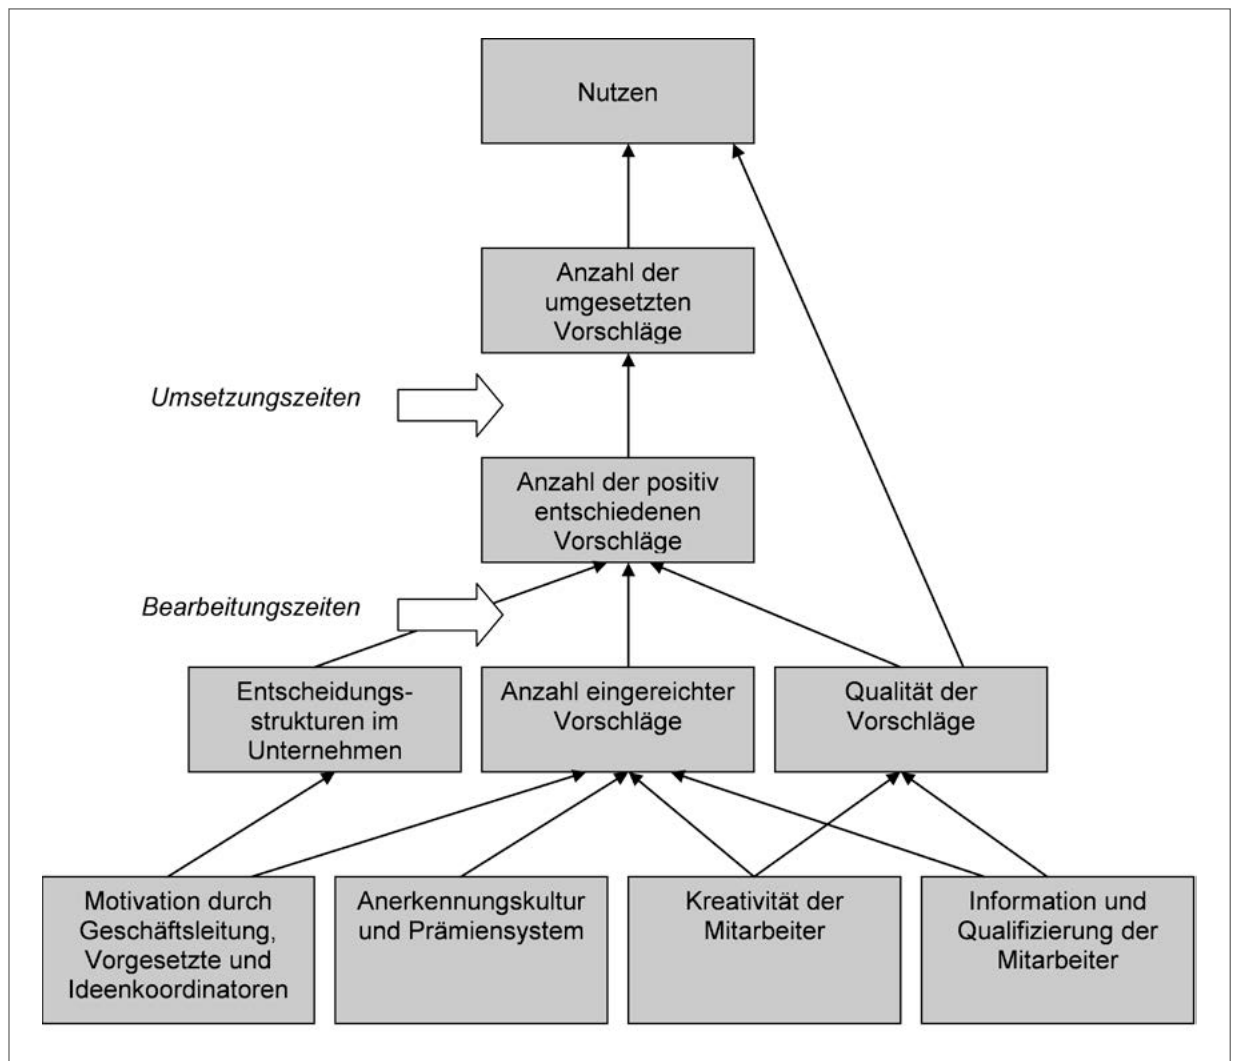 Nutzen
Anzahl der
umgesetzten
Vorschläge
Umsetzungszeiten
Anzahl der positiv
entschiedenen
Vorschläge
Bearbeitungszeiten
Entscheidungs-
strukturen im
Unternehmen
Anzahl eingereichter
Vorschläge
Qualität der
Vorschläge
Motivation durch
Geschäftsleitung,
Vorgesetzte und
Ideenkoordinatoren
Anerkennungskultur
und Prämiensystem
Kreativität der
Mitarbeiter
Information und
Qualifizierung der
Mitarbeiter